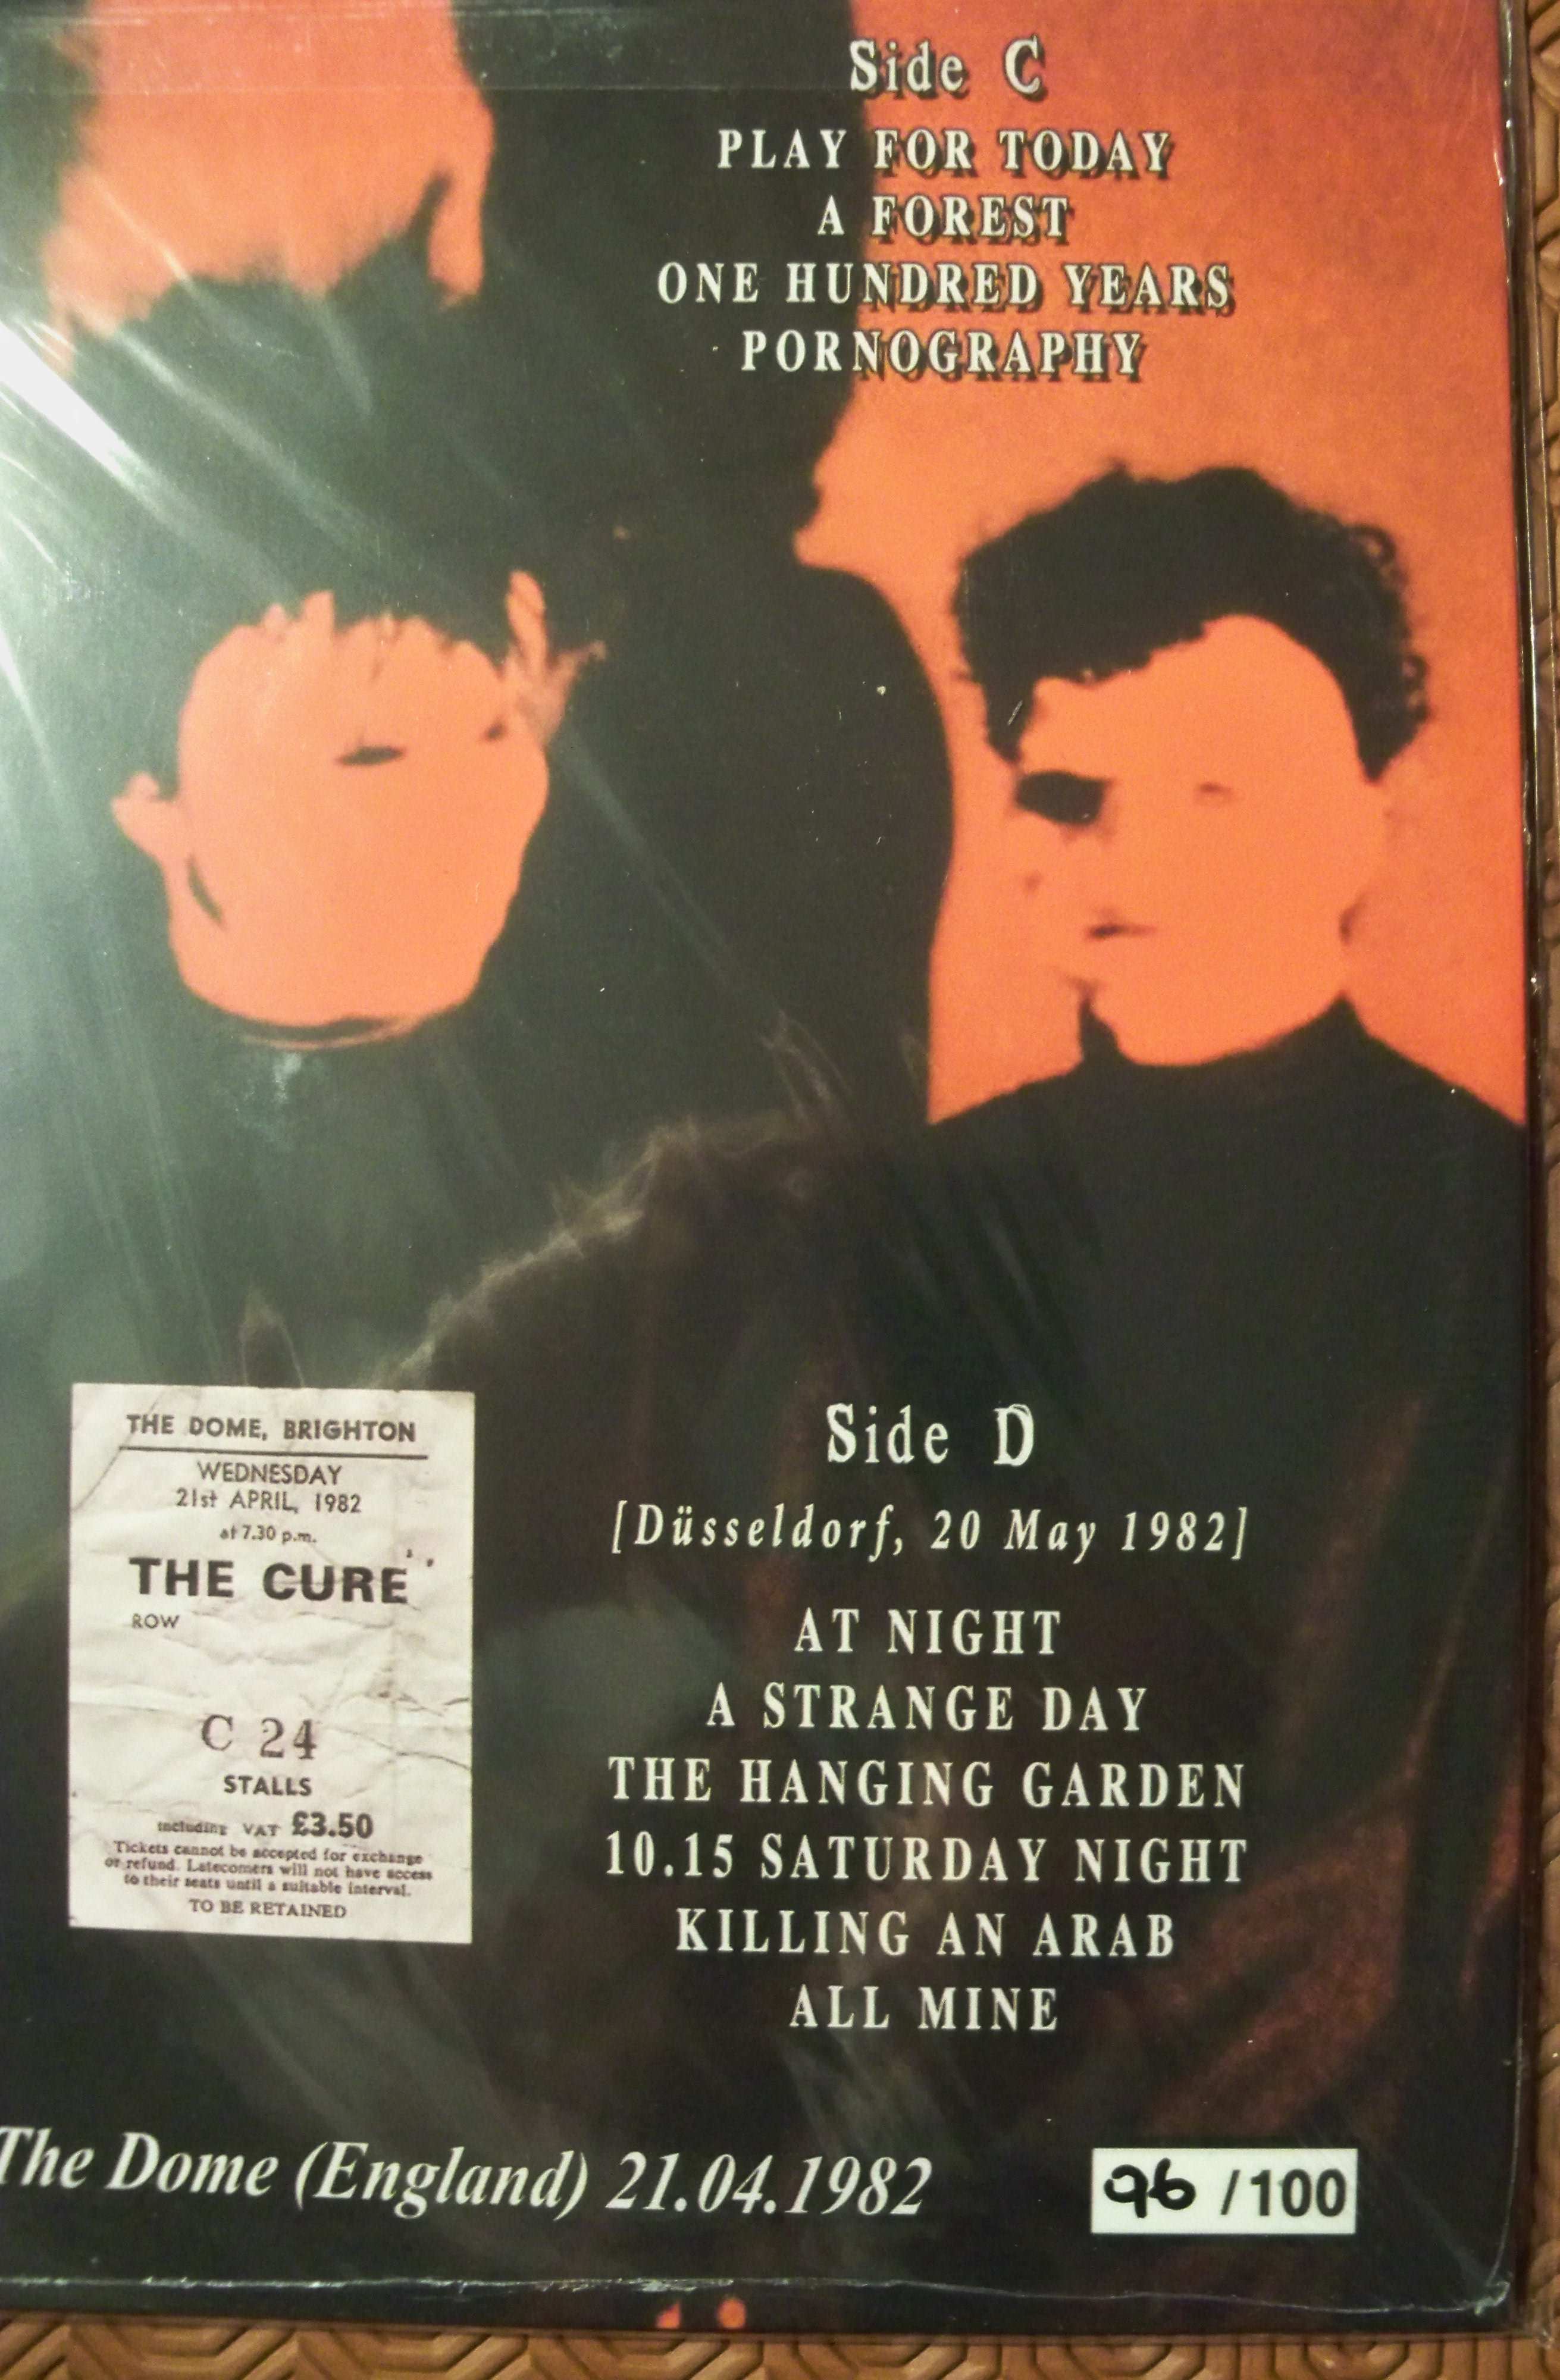 Side C
PLAY FOR TODAY
A FOREST
ONE HUNDRED YEARS
PORNOGRAPHY
THE DOME, BRIGHTON
WEDNESDAY
21st APRIL, 1982
at 7.30 p.m.
THE CURE
ROW
C 24
STALLS
including VAT £3.50
Tickets cannot be accepted for exchange
or refund. Latecomers will not have access
to their seats until a suitable interval.
TO BE RETAINED
Side D
[Düsseldorf, 20 May 1982]
AT NIGHT
A STRANGE DAY
THE HANGING GARDEN
10.15 SATURDAY NIGHT
KILLING AN ARAB
ALL MINE
The Dome (England) 21.04.1982
96 /100